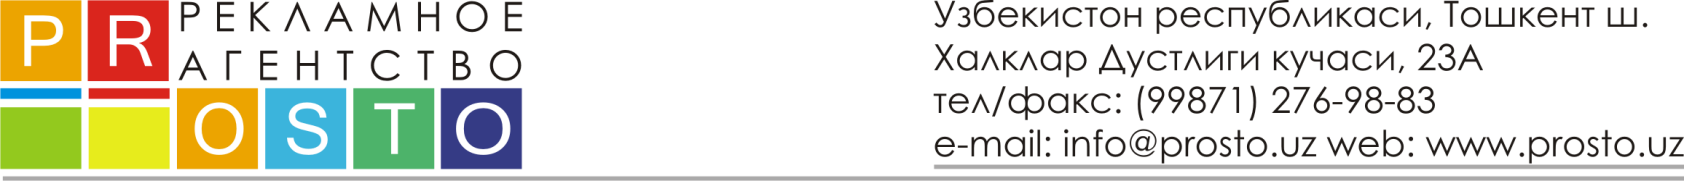 РЕКЛАМНОЕ
АГЕНТСТВО
PR
OSTO
Узбекистон республикаси, Тошкент ш.
Халклар Дустлиги кучаси, 23А
тел/факс: (99871) 276-98-83
e-mail: info@prosto.uz web: www.prosto.uz